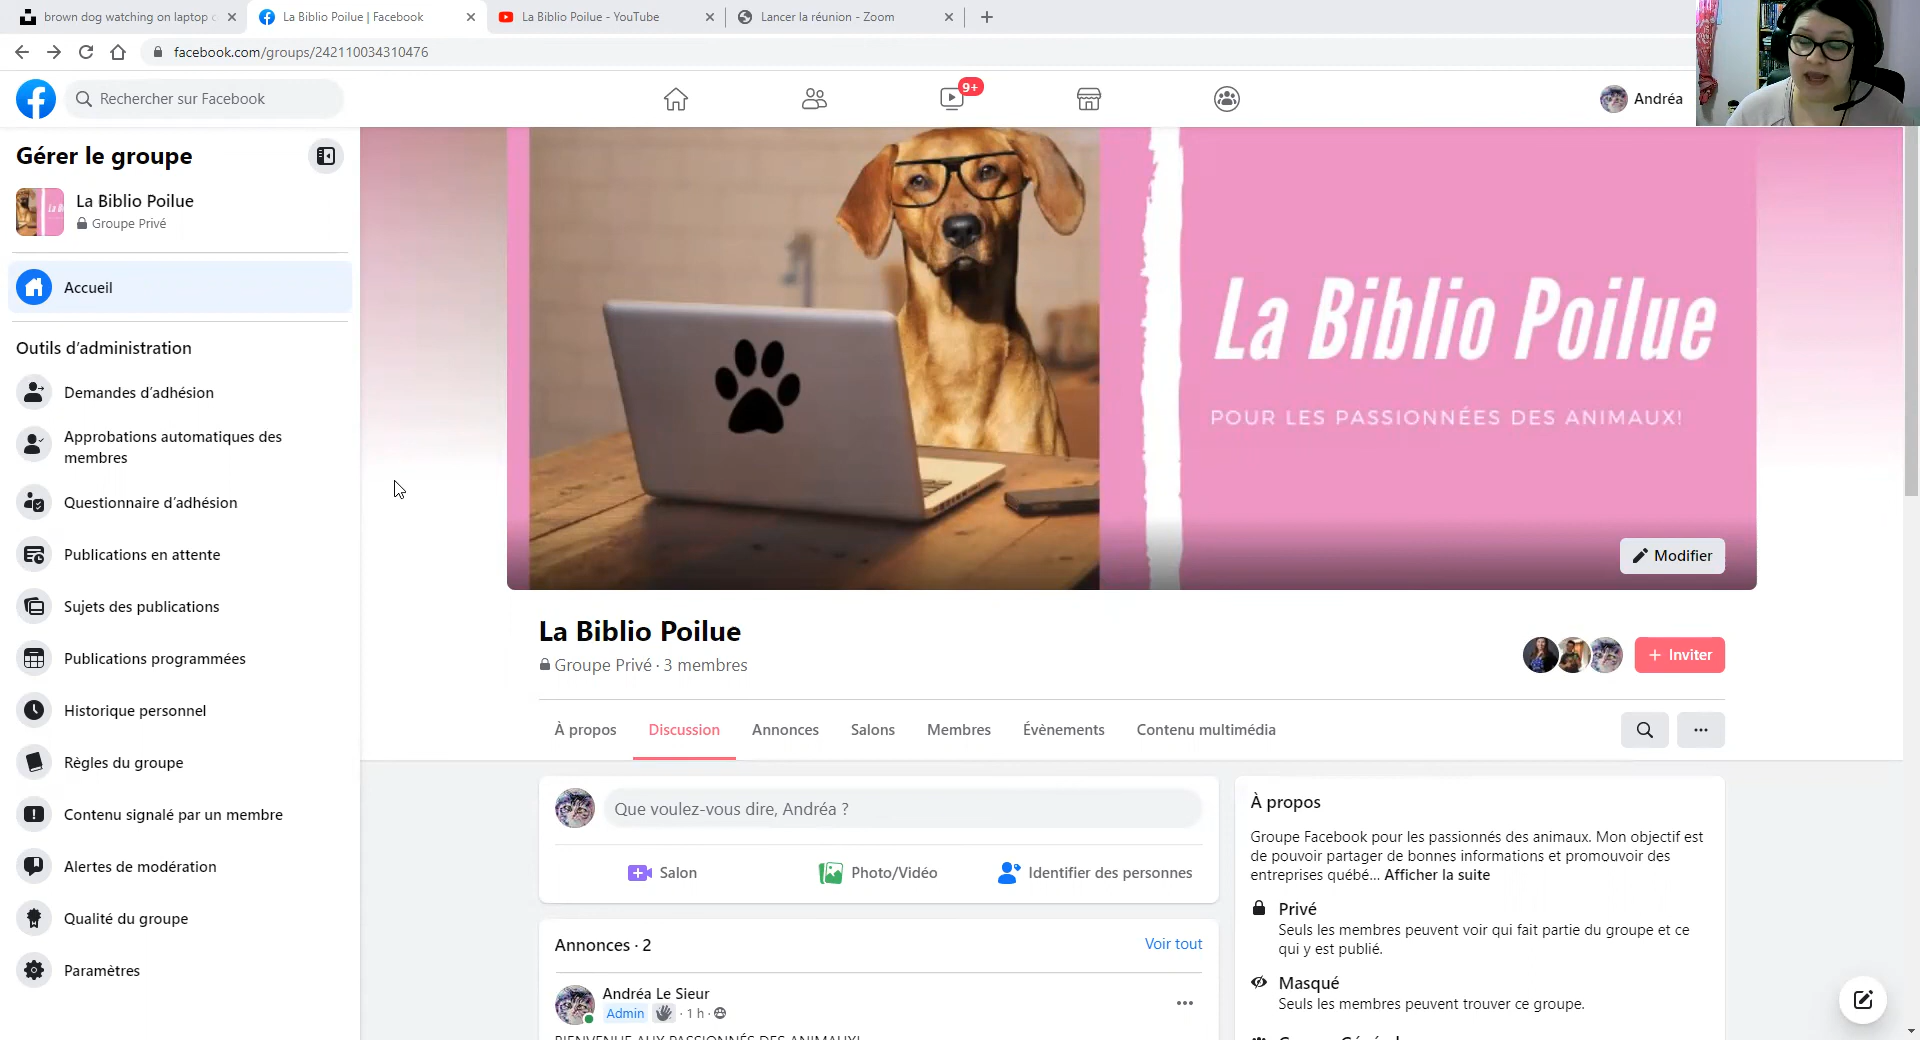 brown dog watching on laptop
La Biblio Poilue | Facebook
La Biblio Poilue - YouTube
Lancer la réunion - Zoom
facebook.com/groups/242110034310476
Rechercher sur Facebook
9+
Andréa
Gérer le groupe
La Biblio Poilue
Groupe Privé
Accueil
Outils d'administration
Demandes d'adhésion
Approbations automatiques des
membres
Questionnaire d'adhésion
Publications en attente
Sujets des publications
Publications programmées
Historique personnel
Règles du groupe
Contenu signalé par un membre
Alertes de modération
Qualité du groupe
Paramètres
La Biblio Poilue
POUR LES PASSIONNÉES DES ANIMAUX!
Modifier
La Biblio Poilue
Groupe Privé · 3 membres
+ Inviter
À propos
Discussion
Annonces
Salons
Membres
Évènements
Contenu multimédia
Que voulez-vous dire, Andréa ?
Salon
Photo/Vidéo
Identifier des personnes
Annonces · 2
Voir tout
Andréa Le Sieur
Admin · 1 h ·
BIENVENUE AUX PASSIONNÉS DES ANIMAUX!
À propos
Groupe Facebook pour les passionnés des animaux. Mon objectif est
de pouvoir partager de bonnes informations et promouvoir des
entreprises québé... Afficher la suite
Privé
Seuls les membres peuvent voir qui fait partie du groupe et ce
qui y est publié.
Masqué
Seuls les membres peuvent trouver ce groupe.